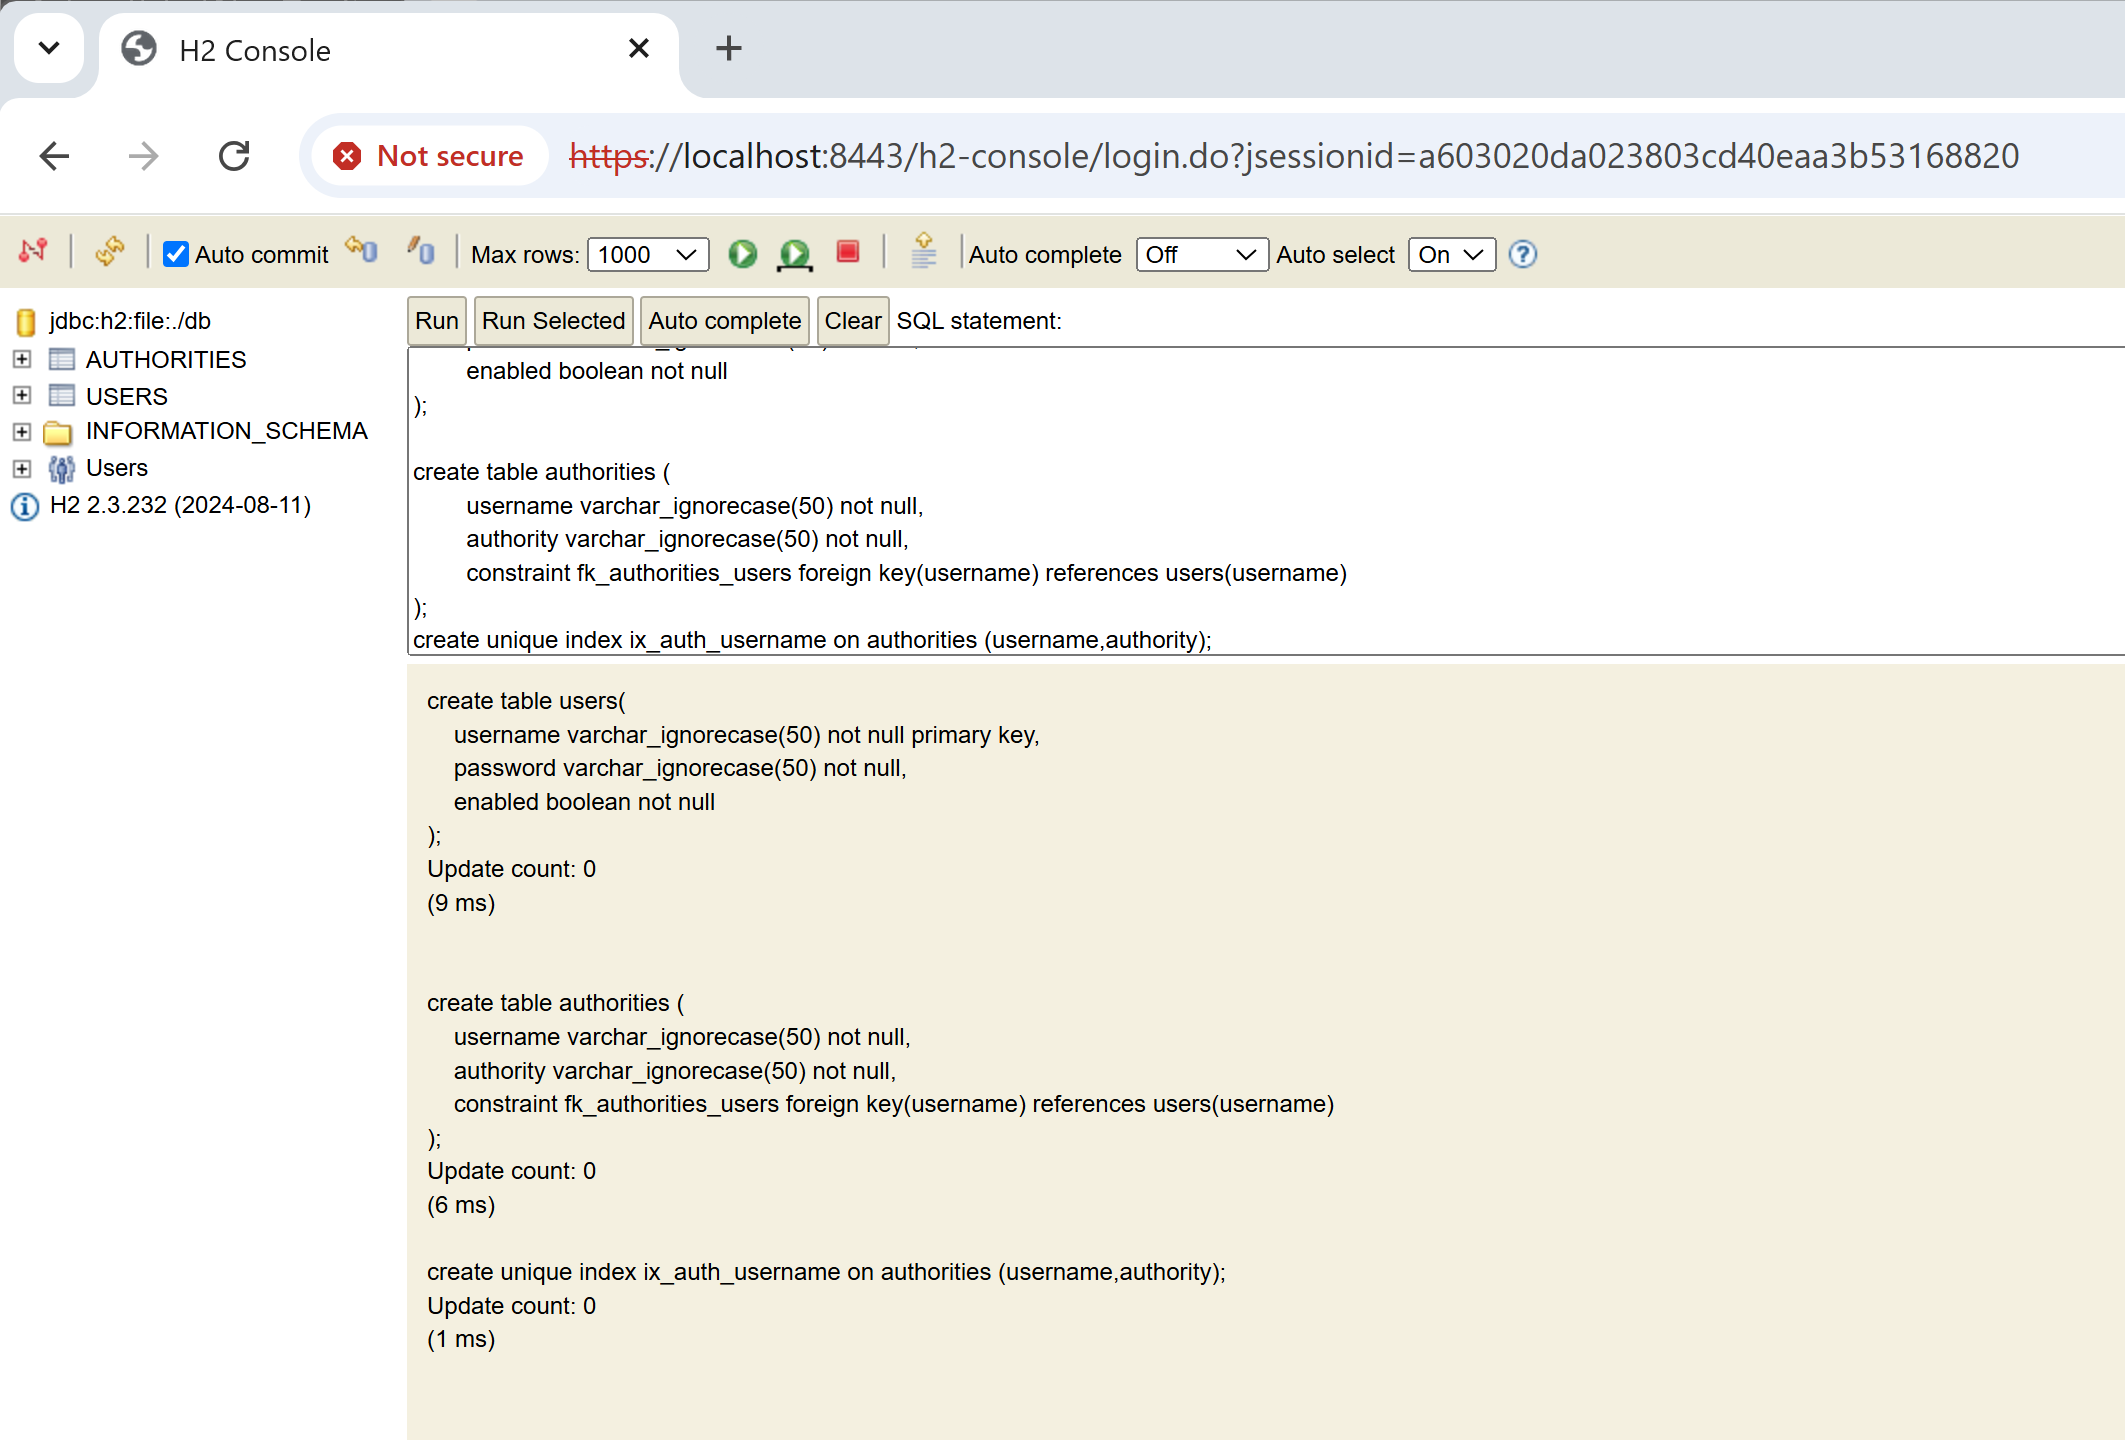 H2 Console
Not secure https://localhost:8443/h2-console/login.do?jsessionid=a603020da023803cd40eaa3b53168820
Auto commit Max rows: 1000 Auto complete Off Auto select On
jdbc:h2:file:./db
AUTHORITIES
USERS
INFORMATION_SCHEMA
Users
H2 2.3.232 (2024-08-11)
Run Run Selected Auto complete Clear SQL statement:
enabled boolean not null
);
create table authorities (
username varchar_ignorecase(50) not null,
authority varchar_ignorecase(50) not null,
constraint fk_authorities_users foreign key(username) references users(username)
);
create unique index ix_auth_username on authorities (username,authority);
create table users(
username varchar_ignorecase(50) not null primary key,
password varchar_ignorecase(50) not null,
enabled boolean not null
);
Update count: 0
(9 ms)
create table authorities (
username varchar_ignorecase(50) not null,
authority varchar_ignorecase(50) not null,
constraint fk_authorities_users foreign key(username) references users(username)
);
Update count: 0
(6 ms)
create unique index ix_auth_username on authorities (username,authority);
Update count: 0
(1 ms)